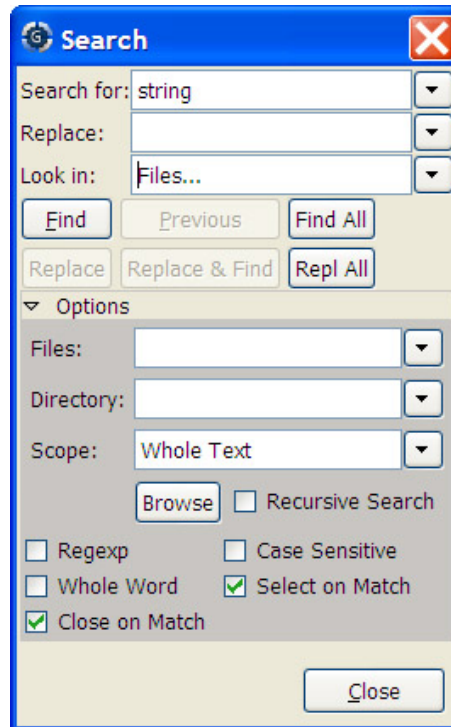 G Search
Search for: string
Replace:
Look in: Files...
Find Previous Find All
Replace Replace & Find Repl All
Options
Files:
Directory:
Scope: Whole Text
Browse Recursive Search
Regexp Case Sensitive
Whole Word Select on Match
Close on Match
Close